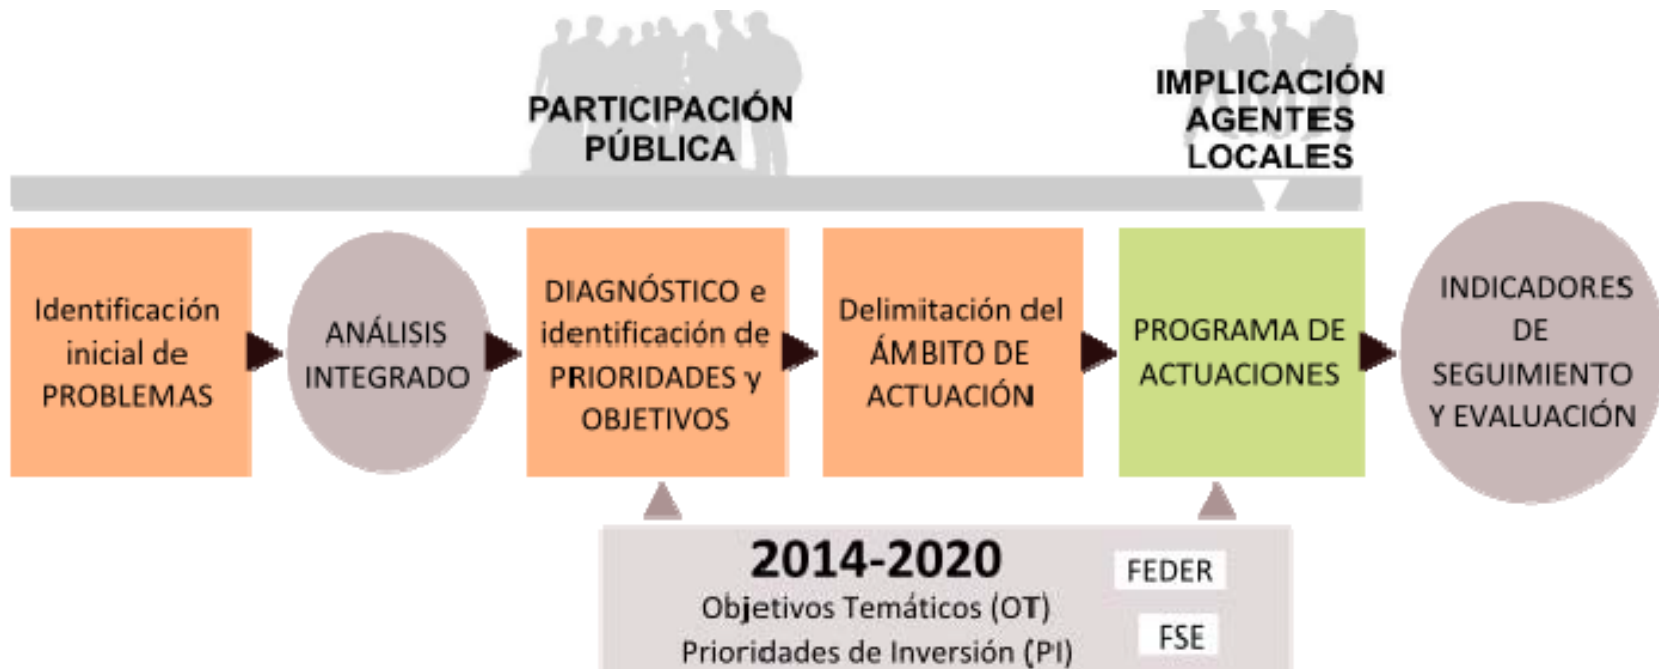 PARTICIPACIÓN
PÚBLICA
IMPLICACIÓN
AGENTES
LOCALES
Identificación
inicial de
PROBLEMAS
ANÁLISIS
INTEGRADO
DIAGNÓSTICO e
identificación de
PRIORIDADES y
OBJETIVOS
Delimitación del
ÁMBITO DE
ACTUACIÓN
PROGRAMA DE
ACTUACIONES
INDICADORES
DE
SEGUIMIENTO
Y EVALUACIÓN
2014-2020
Objetivos Temáticos (OT)
Prioridades de Inversión (PI)
FEDER
FSE